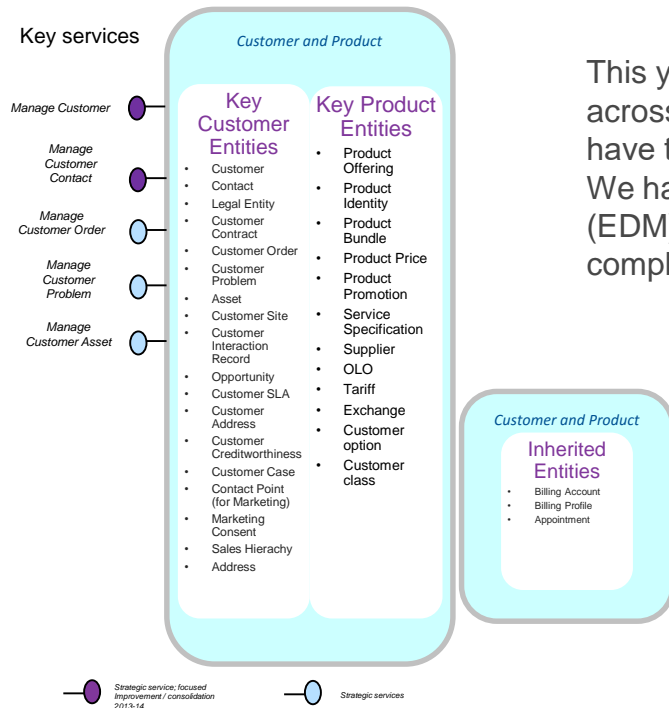 Key services
Customer and Product
Manage Customer
Manage
Customer
Contact
Manage
Customer Order
Manage
Customer
Problem
Manage
Customer Asset
Key
Customer
Entities
• Customer
• Contact
• Legal Entity
• Customer
Contract
• Customer Order
• Customer
Problem
• Asset
• Customer Site
• Customer
Interaction
Record
• Opportunity
• Customer SLA
• Customer
Address
• Customer
Creditworthiness
• Customer Case
• Contact Point
(for Marketing)
• Marketing
Consent
• Sales Hierachy
• Address
Key Product
Entities
• Product
Offering
• Product
Identity
• Product
Bundle
• Product Price
• Product
Promotion
• Service
Specification
• Supplier
• OLO
• Tariff
• Exchange
• Customer
option
• Customer
class
This y
across
have t
We ha
(EDM
compl
Customer and Product
Inherited
Entities
• Billing Account
• Billing Profile
• Appointment
Strategic service; focused
Improvement / consolidation
2013-14
Strategic services